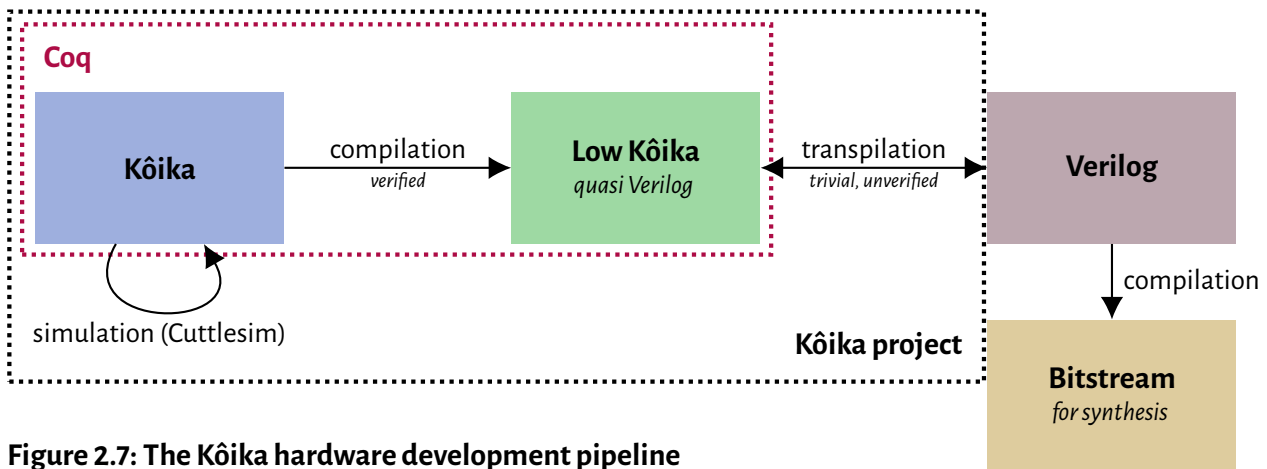 Coq
Kôika
compilation
verified
Low Kôika
quasi Verilog
transpilation
trivial, unverified
Verilog
simulation (Cuttlesim)
compilation
Kôika project
Bitstream
for synthesis
Figure 2.7: The Kôika hardware development pipeline